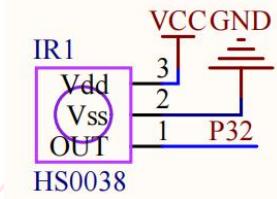 VCC GND
IR1
Vdd 3
Vss 2
OUT 1 P32
HS0038